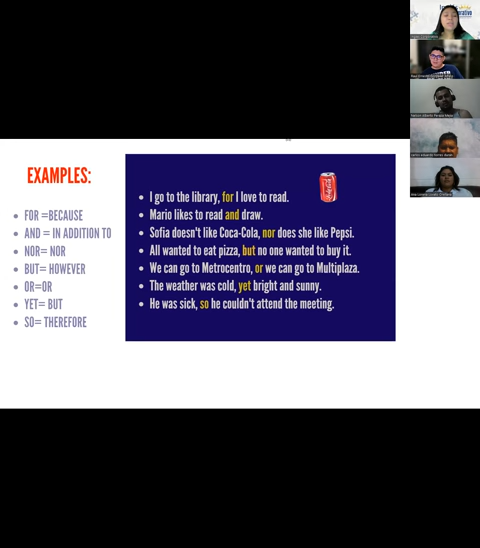 EXAMPLES:
FOR =BECAUSE
AND = IN ADDITION TO
NOR= NOR
BUT= HOWEVER
OR=OR
YET= BUT
SO= THEREFORE
I go to the library, for I love to read.
Mario likes to read and draw.
Sofia doesn't like Coca-Cola, nor does she like Pepsi.
All wanted to eat pizza, but no one wanted to buy it.
We can go to Metrocentro, or we can go to Multiplaza.
The weather was cold, yet bright and sunny.
He was sick, so he couldn't attend the meeting.